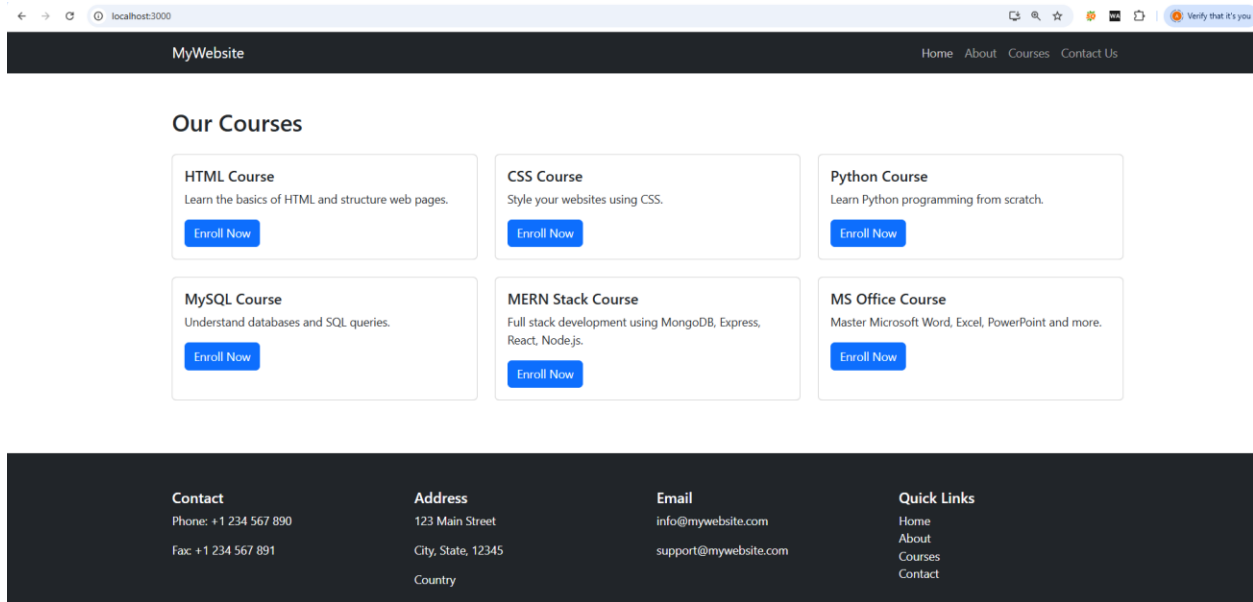 localhost:3000
WA
Verify that it's you
MyWebsite
Home About Courses Contact Us
Our Courses
HTML Course
Learn the basics of HTML and structure web pages.
Enroll Now
CSS Course
Style your websites using CSS.
Enroll Now
Python Course
Learn Python programming from scratch.
Enroll Now
MySQL Course
Understand databases and SQL queries.
Enroll Now
MERN Stack Course
Full stack development using MongoDB, Express,
React, Node.js.
Enroll Now
MS Office Course
Master Microsoft Word, Excel, PowerPoint and more.
Enroll Now
Contact
Phone: +1 234 567 890
Fax: +1 234 567 891
Address
123 Main Street
City, State, 12345
Country
Email
info@mywebsite.com
support@mywebsite.com
Quick Links
Home
About
Courses
Contact